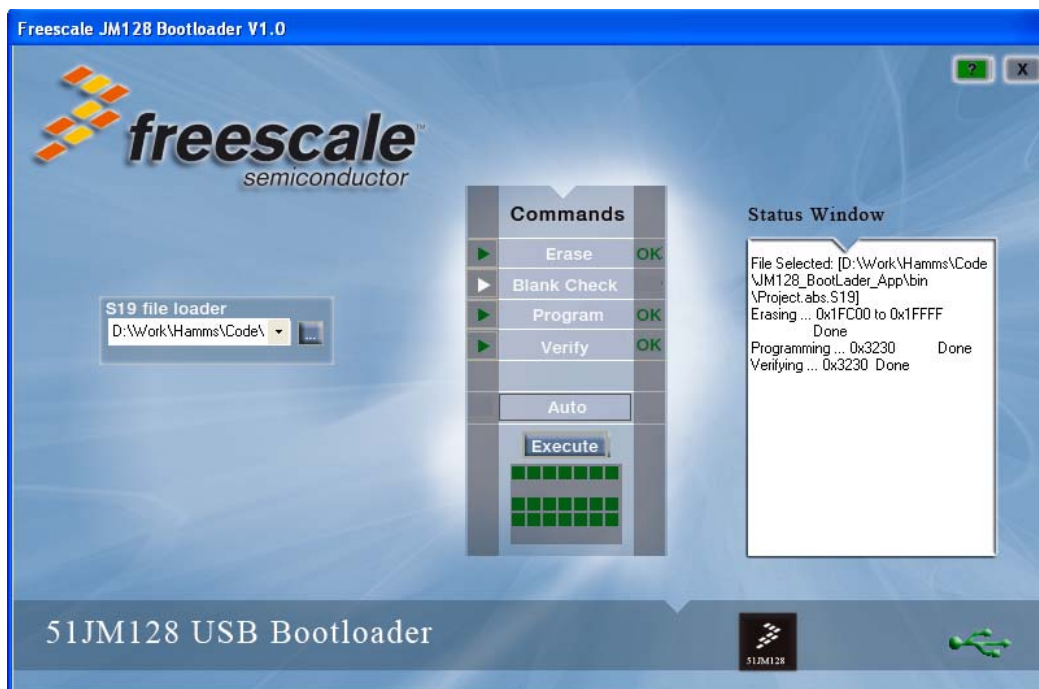 Freescale JM128 Bootloader V1.0
? X
freescale™
semiconductor
Commands
Erase OK
Blank Check
Program OK
Verify OK
Auto
Execute
S19 file loader
D:\Work\Hamms\Code\ ...
Status Window
File Selected: [D:\Work\Hamms\Code
\JM128_BootLader_App\bin
\Project.abs.S19]
Erasing ... 0x1FC00 to 0x1FFFF
Done
Programming ... 0x3230 Done
Verifying ... 0x3230 Done
51JM128 USB Bootloader
51JM128